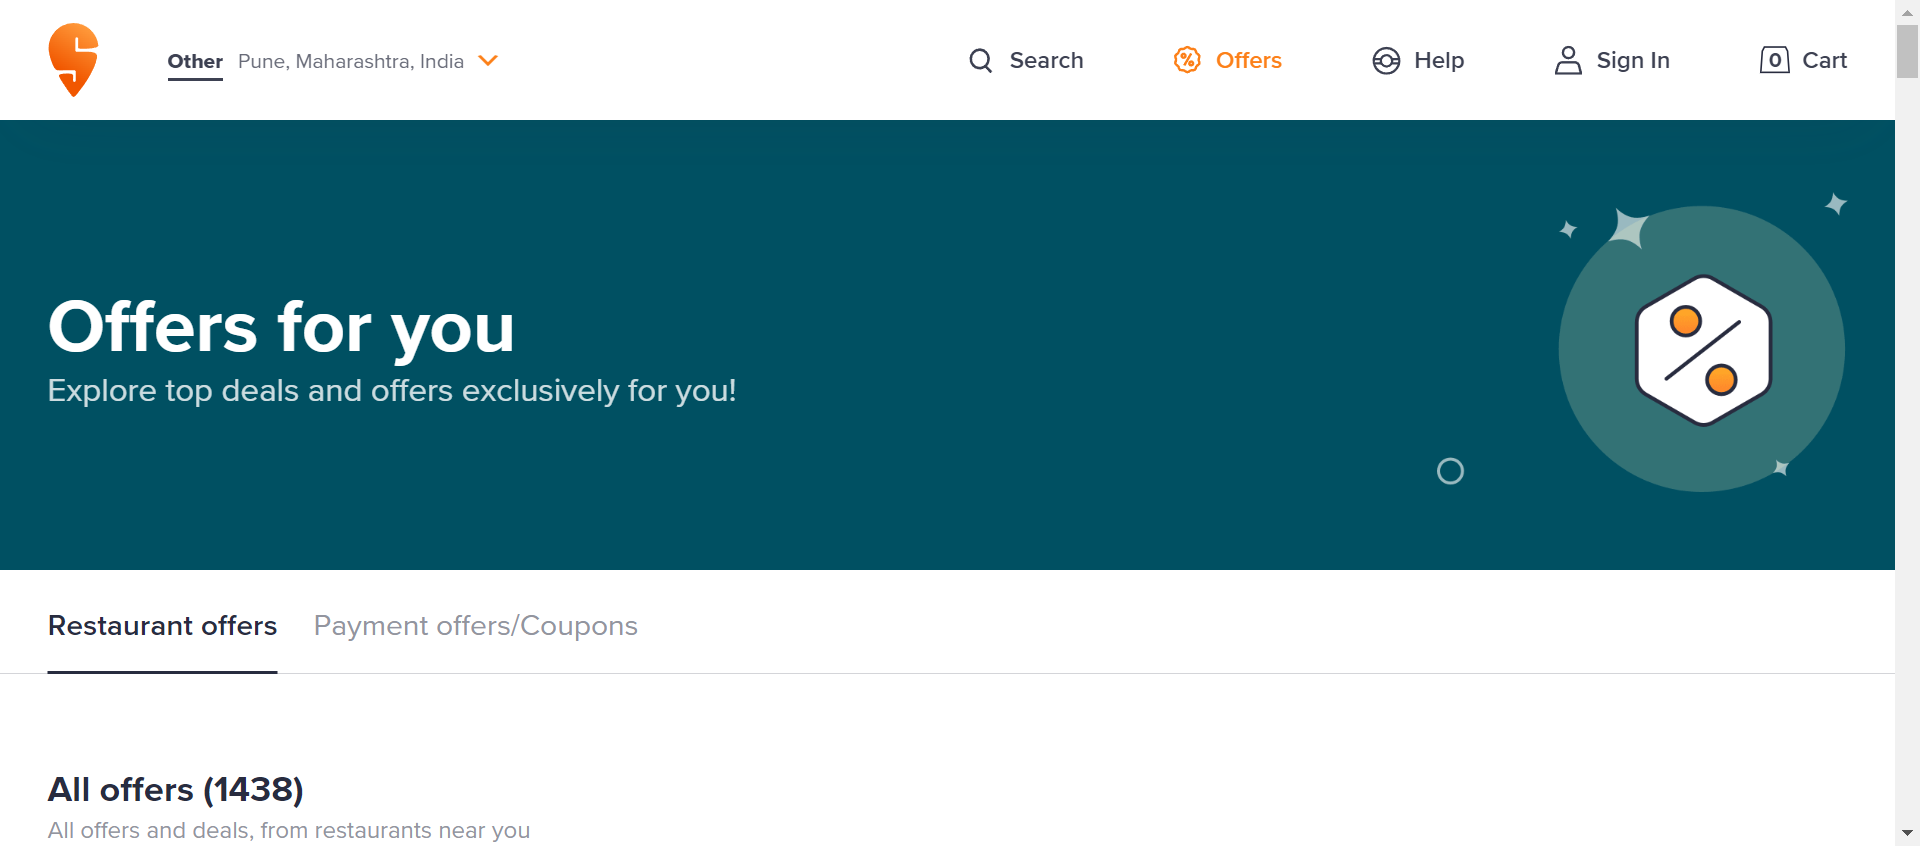 Other Pune, Maharashtra, India Search Offers Help Sign In 0 Cart
Offers for you
Explore top deals and offers exclusively for you!
Restaurant offers Payment offers/Coupons
All offers (1438)
All offers and deals, from restaurants near you